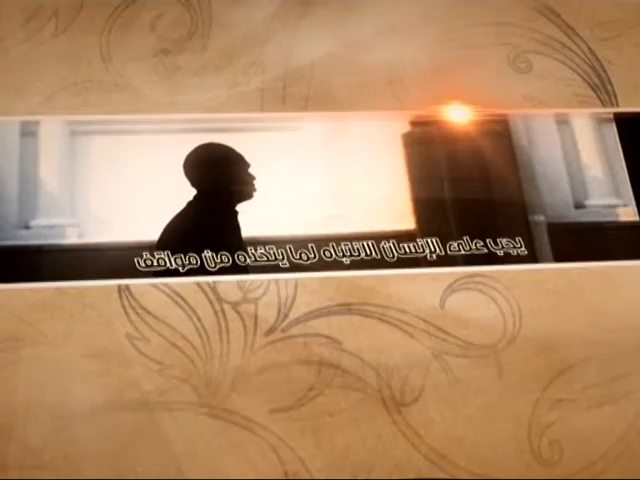 يجب على الإنسان الانتباه لما يتخذه من مواقف